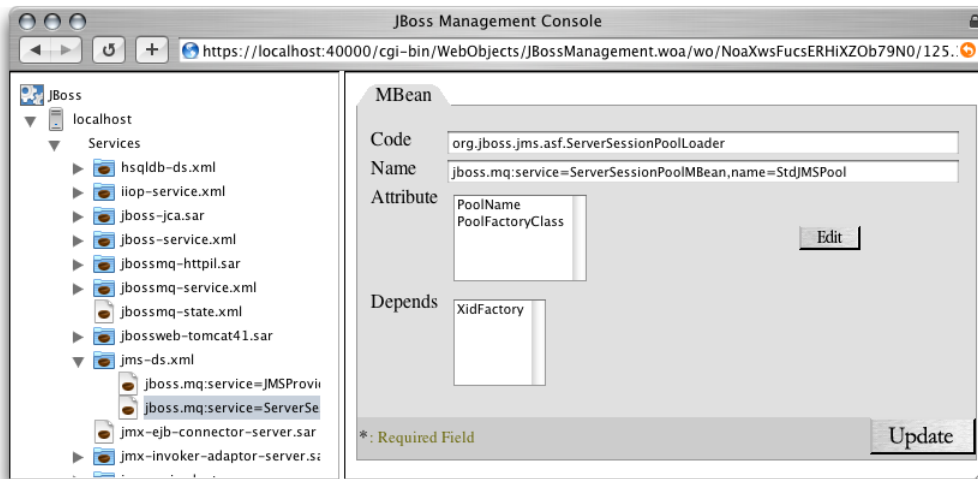 JBoss Management Console
https://localhost:40000/cgi-bin/WebObjects/JBossManagement.woa/wo/NoaXwsFucsERHiXZOb79N0/125.
JBoss
localhost
Services
hsqldb-ds.xml
iiop-service.xml
jboss-jca.sar
jboss-service.xml
jbossmq-httpil.sar
jbossmq-service.xml
jbossmq-state.xml
jbossweb-tomcat41.sar
jms-ds.xml
jboss.mq:service=JMSProvi
jboss.mq:service=ServerSe
jmx-ejb-connector-server.sar
jmx-invoker-adaptor-server.sa
MBean
Code
org.jboss.jms.asf.ServerSessionPoolLoader
Name
jboss.mq:service=ServerSessionPoolMBean,name=StdJMSPool
Attribute
PoolName
PoolFactoryClass
Edit
Depends
XidFactory
*: Required Field
Update